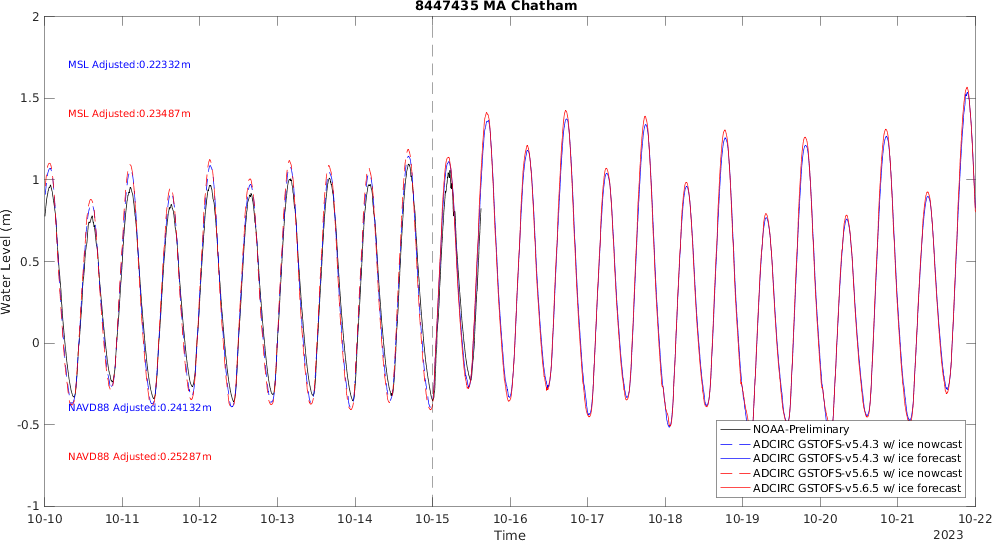 8447435 MA Chatham
2
MSL Adjusted:0.22332m
1.5
MSL Adjusted:0.23487m
1
0.5
0
NAVD88 Adjusted:0.24132m
-0.5
NAVD88 Adjusted:0.25287m
-1
Water Level (m)
NOAA-Preliminary
ADCIRC GSTOFS-v5.4.3 w/ ice nowcast
ADCIRC GSTOFS-v5.4.3 w/ ice forecast
ADCIRC GSTOFS-v5.6.5 w/ ice nowcast
ADCIRC GSTOFS-v5.6.5 w/ ice forecast
10-10 10-11 10-12 10-13 10-14 10-15 10-16 10-17 10-18 10-19 10-20 10-21 10-22
Time
2023